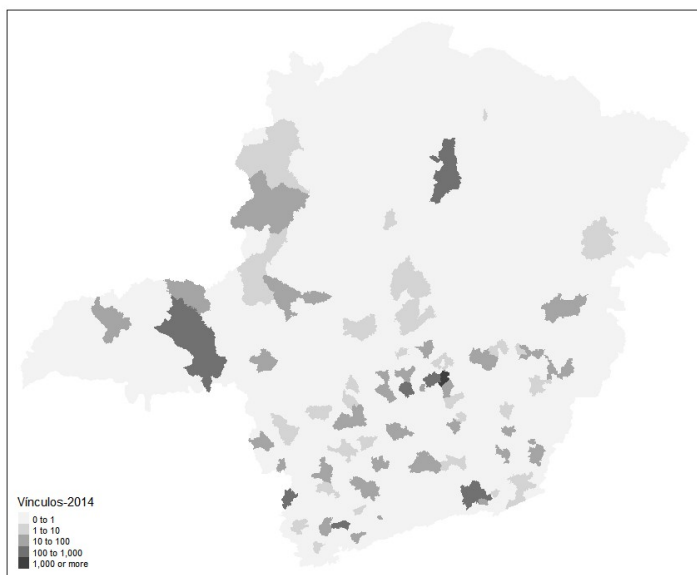 Vínculos-2014
0 to 1
1 to 10
10 to 100
100 to 1,000
1,000 or more